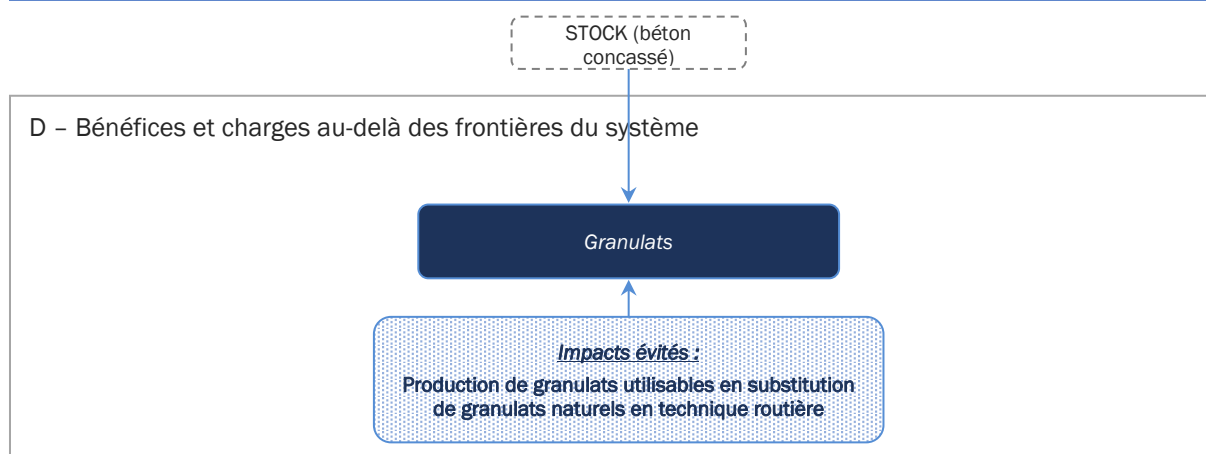 STOCK (béton
concassé)
D – Bénéfices et charges au-delà des frontières du système
Granulats
Impacts évités :
Production de granulats utilisables en substitution
de granulats naturels en technique routière